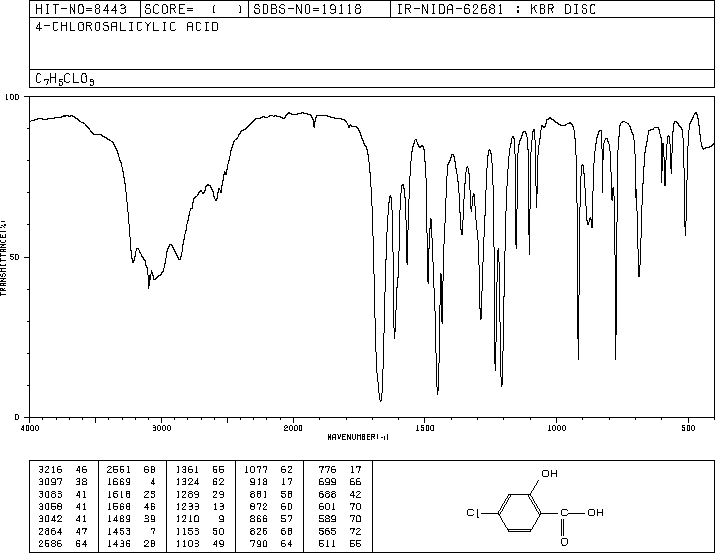 HIT-NO=8443 SCORE= ( ) SDBS-NO=19118 IR-NIDA-62681 : KBR DISC
4-CHLOROSALICYLIC ACID
C7H5CLO3
100
50
0
TRANSMITTANCE(%)
4000 3000 2000 1500 1000 500
WAVENUMBER(-1)
3216 46 2551 68 1361 55 1077 62 776 17
3097 38 1669 4 1324 62 918 17 699 66
3083 41 1618 23 1289 29 881 58 688 42
3058 41 1568 46 1233 13 872 60 601 70
3042 41 1489 39 1210 9 866 57 589 70
2864 47 1453 7 1153 50 826 68 565 72
2586 64 1436 28 1103 49 790 64 511 55
OH
Cl
C
OH
O